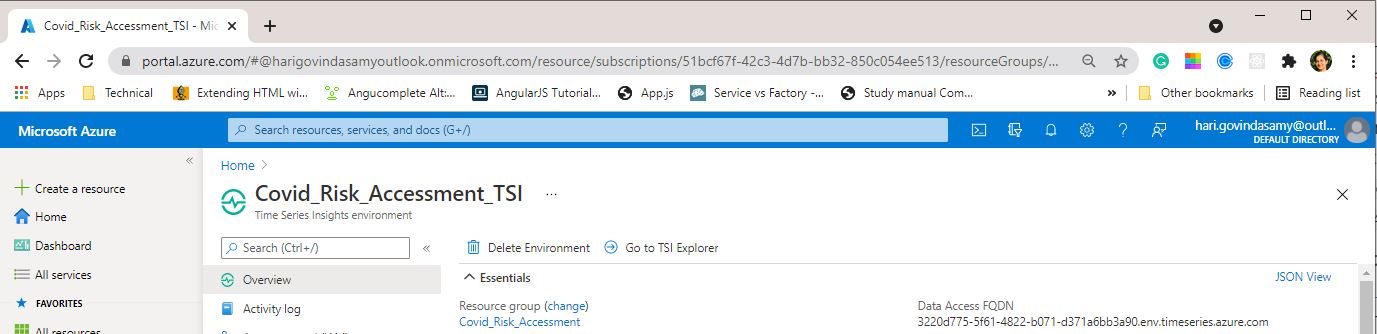 Covid_Risk_Assessment_TSI - Mic
portal.azure.com/#@harigovindasamyoutlook.onmicrosoft.com/resource/subscriptions/51bcf67f-42c3-4d7b-bb32-850c054ee513/resourceGroups/...
Apps Technical Extending HTML wi... Angucomplete Alt:... AngularJS Tutorial... App.js Service vs Factory -... Study manual Com... » Other bookmarks Reading list
Microsoft Azure Search resources, services, and docs (G+/) hari.govindasamy@outl...
DEFAULT DIRECTORY
«
Home >
Create a resource
Home
Dashboard
All services
FAVORITES
All resources
Covid_Risk_Accessment_TSI ...
Time Series Insights environment
Search (Ctrl+/) «
Overview
Activity log
Delete Environment Go to TSI Explorer
Essentials JSON View
Resource group (change)
Covid_Risk_Accessment
Data Access FQDN
3220d775-5f61-4822-b071-d371a6bb3a90.env.timeseries.azure.com